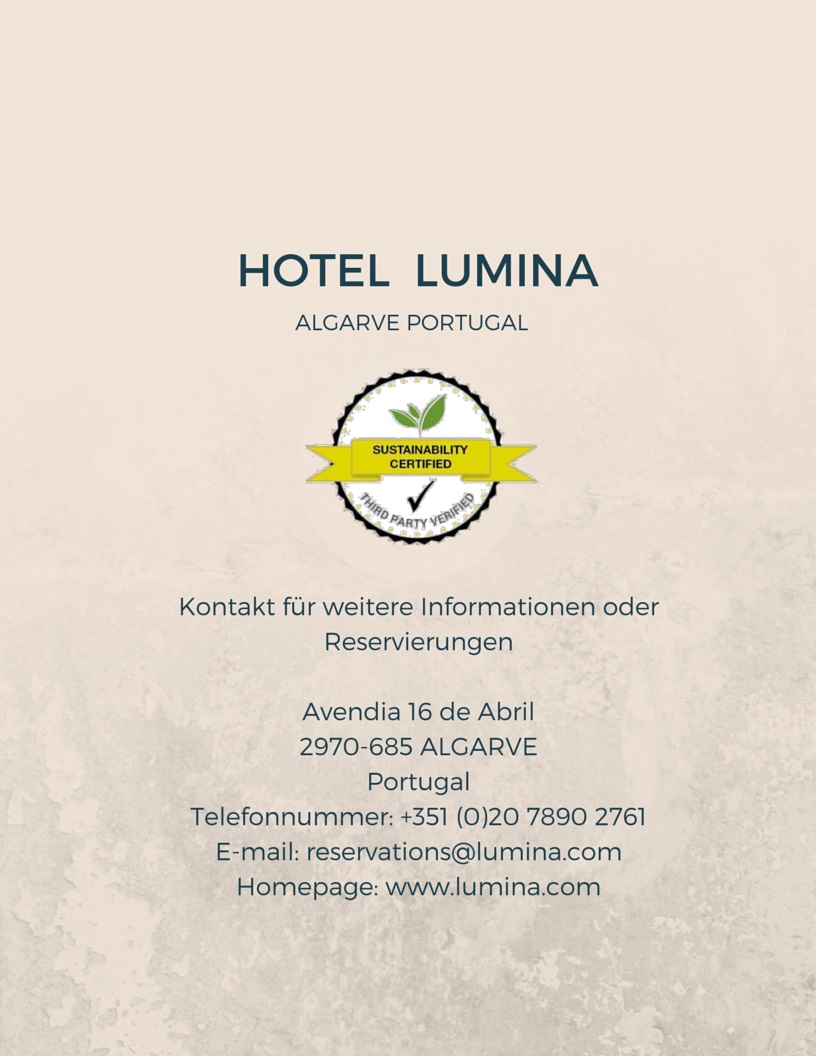 HOTEL LUMINA
ALGARVE PORTUGAL
SUSTAINABILITY
CERTIFIED
THIRD PARTY VERIFIED
Kontakt für weitere Informationen oder
Reservierungen
Avendia 16 de Abril
2970-685 ALGARVE
Portugal
Telefonnummer: +351 (0)20 7890 2761
E-mail: reservations@lumina.com
Homepage: www.lumina.com